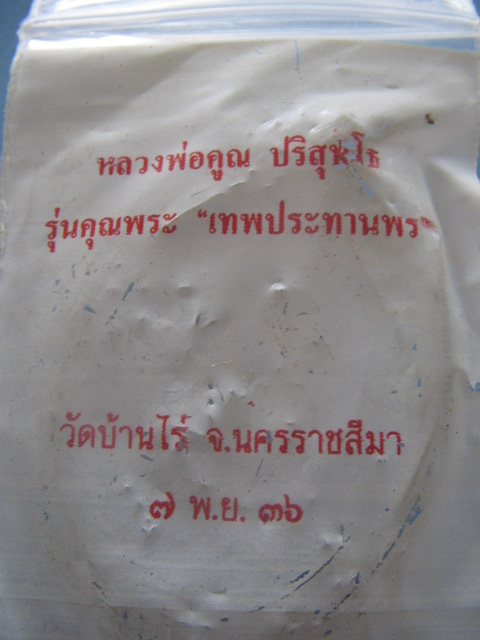 หลวงพ่อคูณ ปริสุทโธ
รุ่นคุณพระ "เทพประทานพร"
วัดบ้านไร่ จ.นครราชสีมา
๗ พ.ย. ๓๖